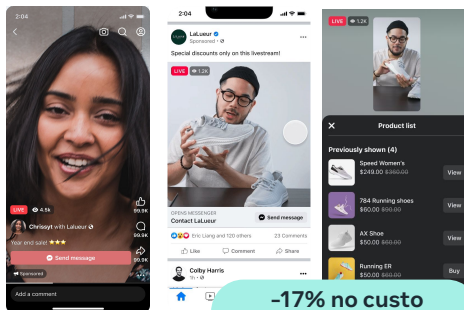 2:04
LIVE 4.5k
99.9K
99.9K
99.9K
Chrissyt with LaLueur
Year end sale!
Send message
Sponsored
Add a comment
2:04
LaLueur
Sponsored
Special discounts only on this livestream!
LIVE 1.2K
OPENS MESSENGER
Contact LaLueur
Send message
Eric Liang and 120 others
23 Comments
Like
Comment
Share
Colby Harris
LIVE 1.2K
Product list
Previously shown (4)
Speed Women's
$249.00 $360.00
View
784 Running shoes
$60.00 $80.00
View
AX Shoe
$50.00 $60.00
View
Running ER
$50.00 $60.00
Buy
-17% no custo